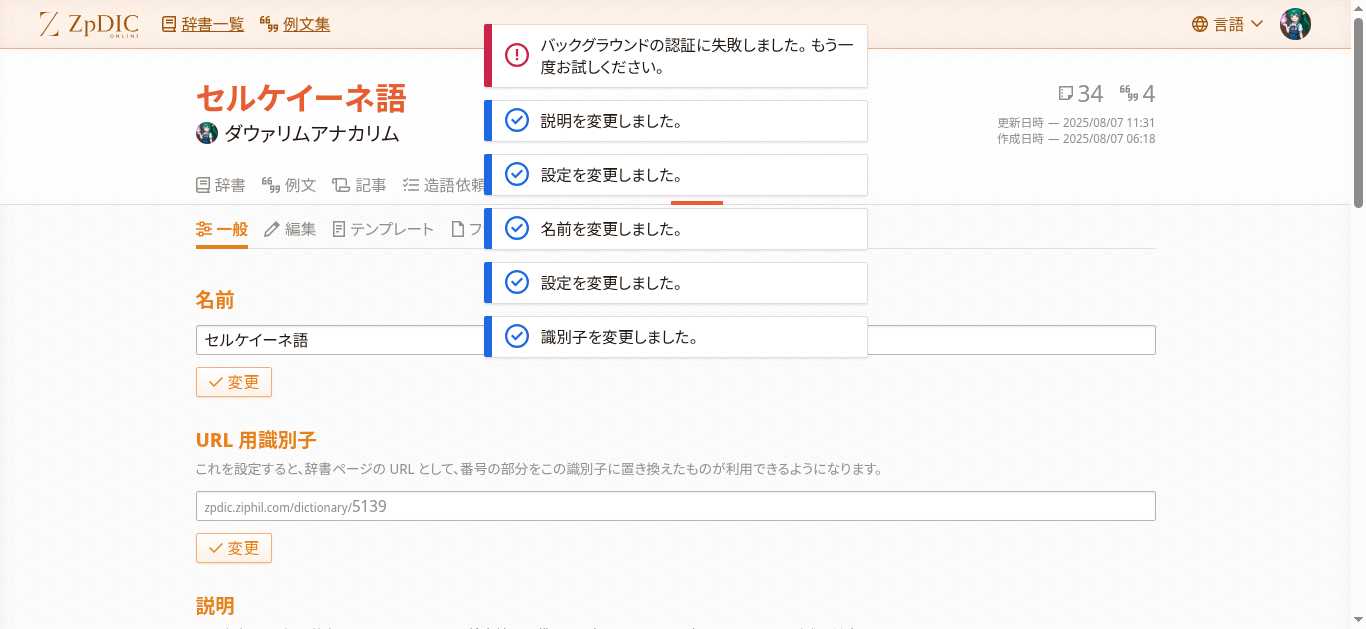 ZpDIC
ONLINE
辞書一覧
例文集
言語
バックグラウンドの認証に失敗しました。もう一
度お試しください。
説明を変更しました。
設定を変更しました。
名前を変更しました。
設定を変更しました。
識別子を変更しました。
セルケイーネ語
ダウァリムアナカリム
34
4
更新日時 — 2025/08/07 11:31
作成日時 — 2025/08/07 06:18
辞書
例文
記事
造語依頼
一般
編集
テンプレート
フ
名前
セルケイーネ語
変更
URL 用識別子
これを設定すると、辞書ページの URL として、番号の部分をこの識別子に置き換えたものが利用できるようになります。
zpdic.ziphil.com/dictionary/5139
変更
説明